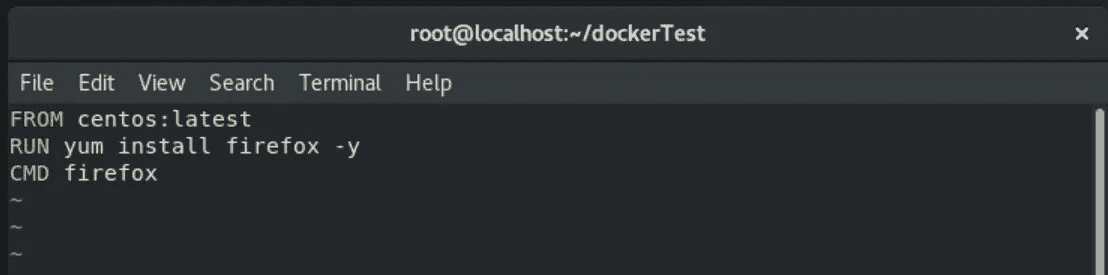 root@localhost:~/dockerTest ×
File Edit View Search Terminal Help
FROM centos:latest
RUN yum install firefox -y
CMD firefox
~
~
~